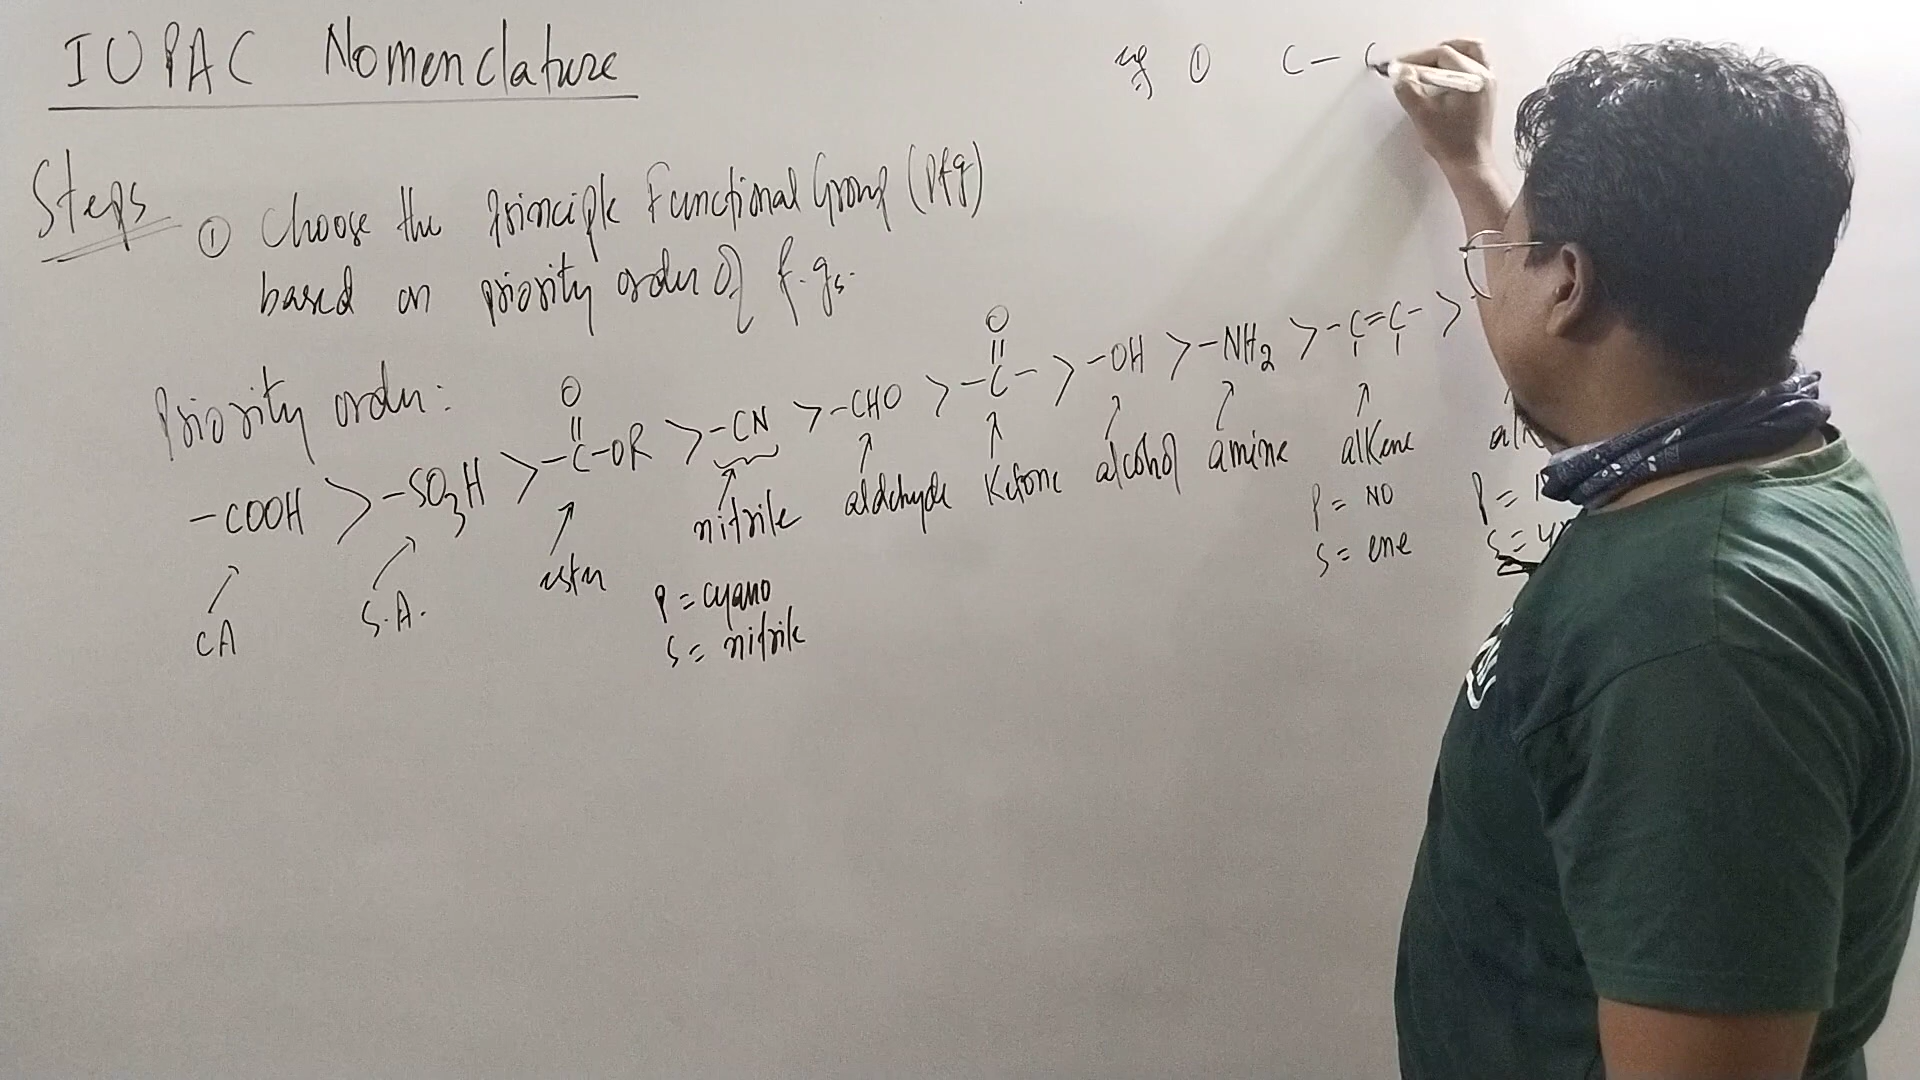 IUPAC Nomenclature
eg ① C - C
Steps
① Choose the Principle Functional Group (Pfg)
based on priority order of f.gs.
Priority order:
-COOH > -SO3H > -C-OR > -CN > -CHO > -C- > -OH > -NH2 > -C=C- >
O
||
O
||
CA S.A. ester nitrile aldehyde Ketone alcohol amine alkene
P = cyano
S = nitrile
P = NO
S = ene
P =
S =